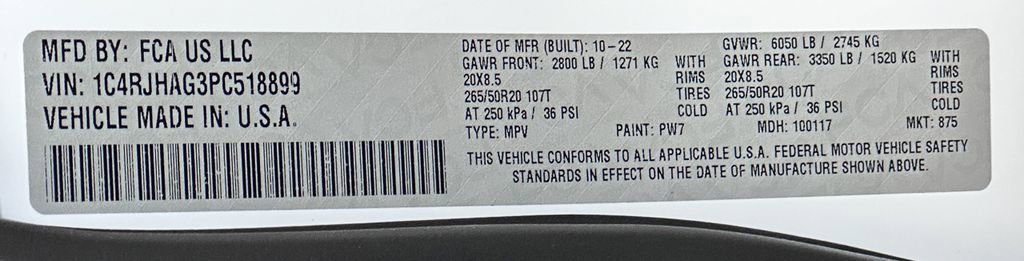 MFD BY: FCA US LLC
VIN: 1C4RJHAG3PC518899
VEHICLE MADE IN: U.S.A.
DATE OF MFR (BUILT): 10-22
GAWR FRONT: 2800 LB / 1271 KG WITH
20X8.5 RIMS
265/50R20 107T TIRES
AT 250 kPa / 36 PSI COLD
GVWR: 6050 LB / 2745 KG
GAWR REAR: 3350 LB / 1520 KG WITH
20X8.5 RIMS
265/50R20 107T TIRES
AT 250 kPa / 36 PSI COLD
TYPE: MPV PAINT: PW7 MDH: 100117 MKT: 875
THIS VEHICLE CONFORMS TO ALL APPLICABLE U.S.A. FEDERAL MOTOR VEHICLE SAFETY
STANDARDS IN EFFECT ON THE DATE OF MANUFACTURE SHOWN ABOVE.